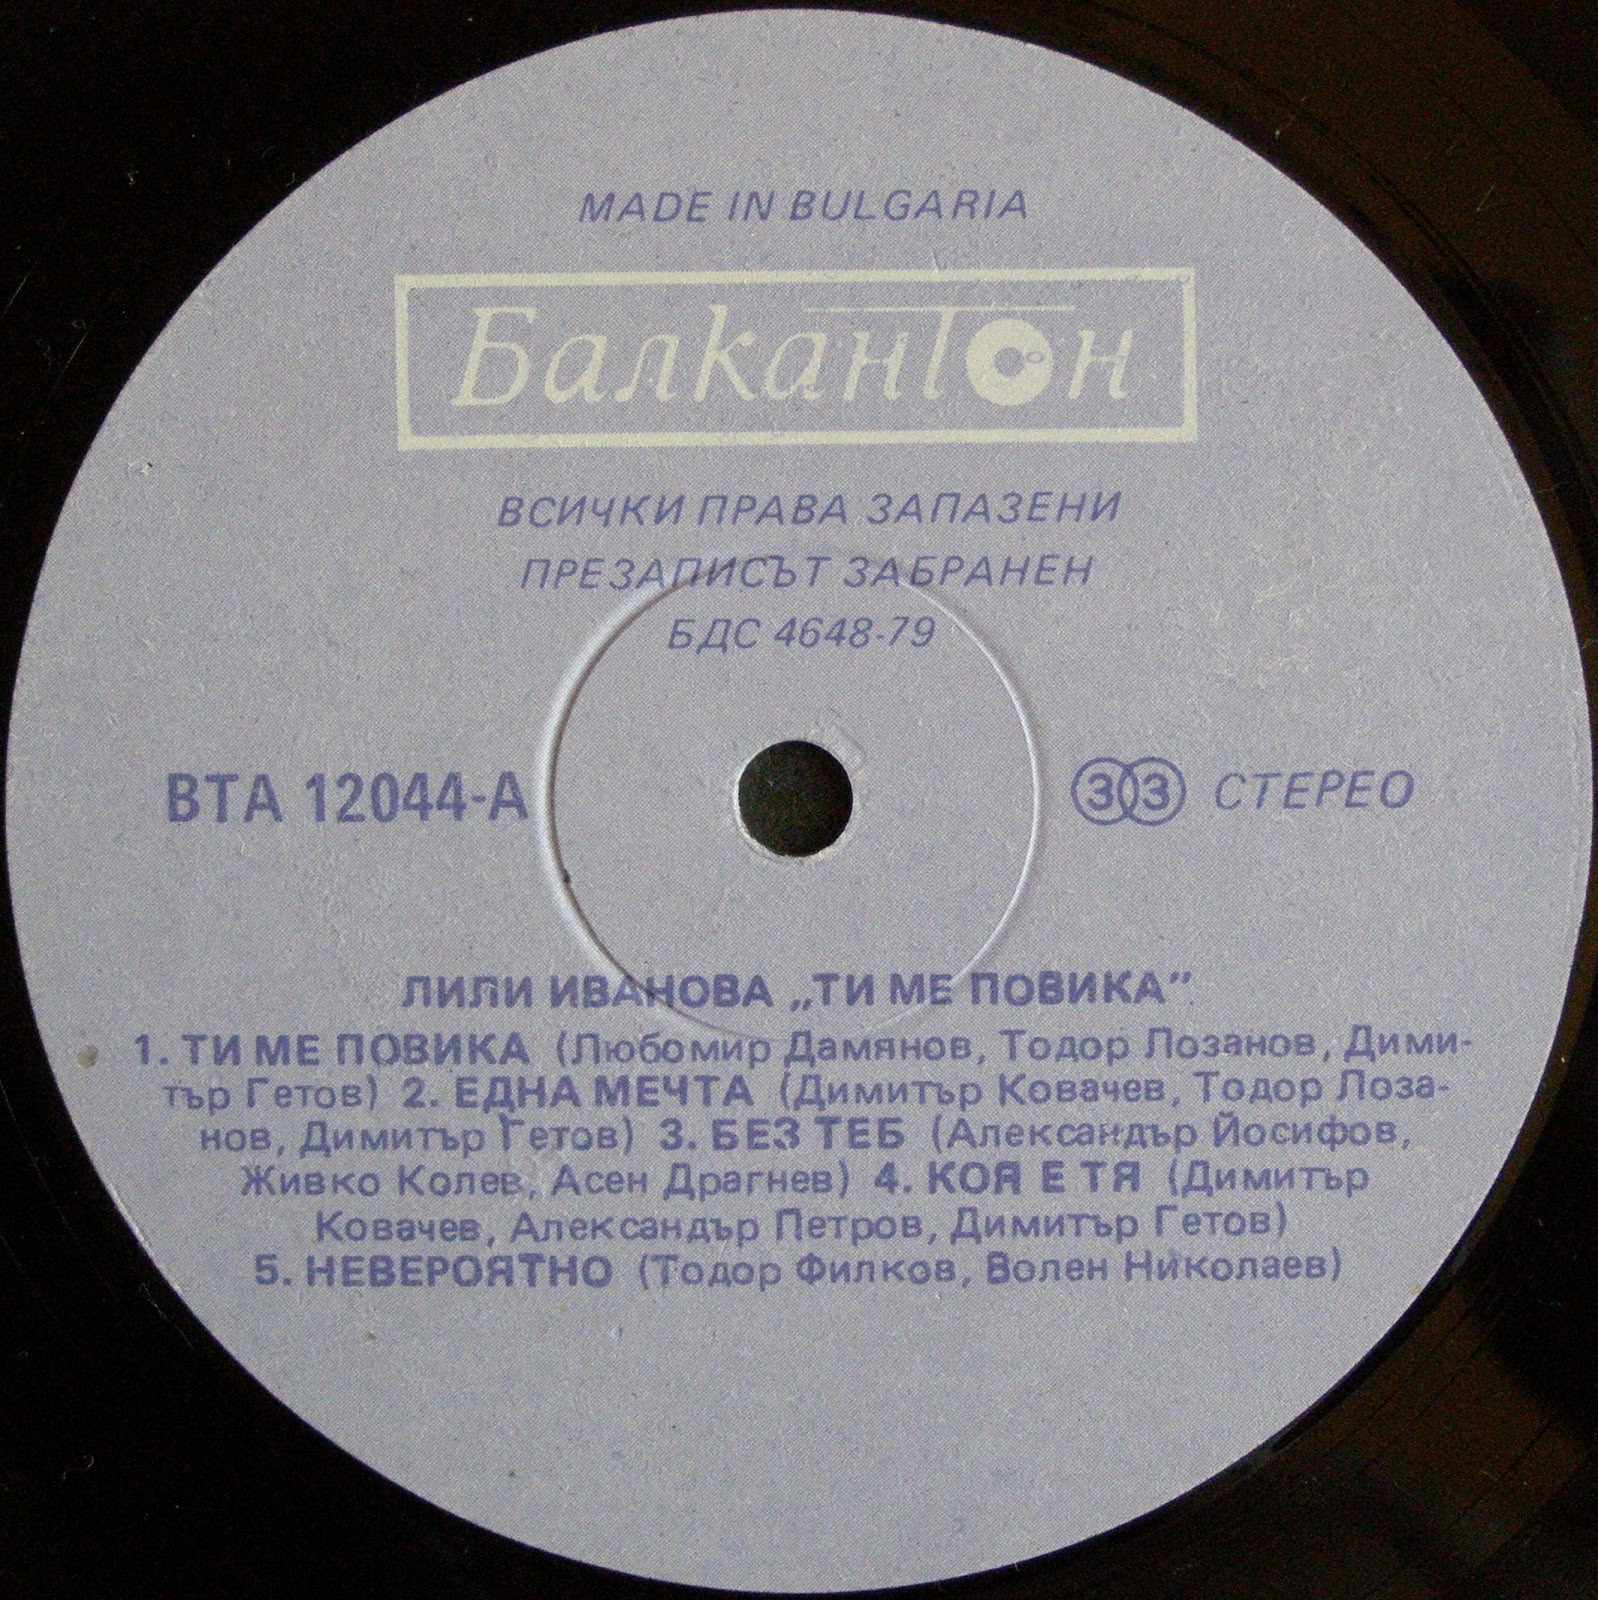 MADE IN BULGARIA
Балкантон
ВСИЧКИ ПРАВА ЗАПАЗЕНИ
ПРЕЗАПИСЪТ ЗАБРАНЕН
БДС 4648-79
ВТА 12044-А
33 СТЕРЕО
ЛИЛИ ИВАНОВА „ТИ МЕ ПОВИКА”
1. ТИ МЕ ПОВИКА (Любомир Дамянов, Тодор Лозанов, Дими-
тър Гетов) 2. ЕДНА МЕЧТА (Димитър Ковачев, Тодор Лоза-
нов, Димитър Гетов) 3. БЕЗ ТЕБ (Александър Йосифов,
Живко Колев, Асен Драгнев) 4. КОЯ Е ТЯ (Димитър
Ковачев, Александър Петров, Димитър Гетов)
5. НЕВЕРОЯТНО (Тодор Филков, Волен Николаев)